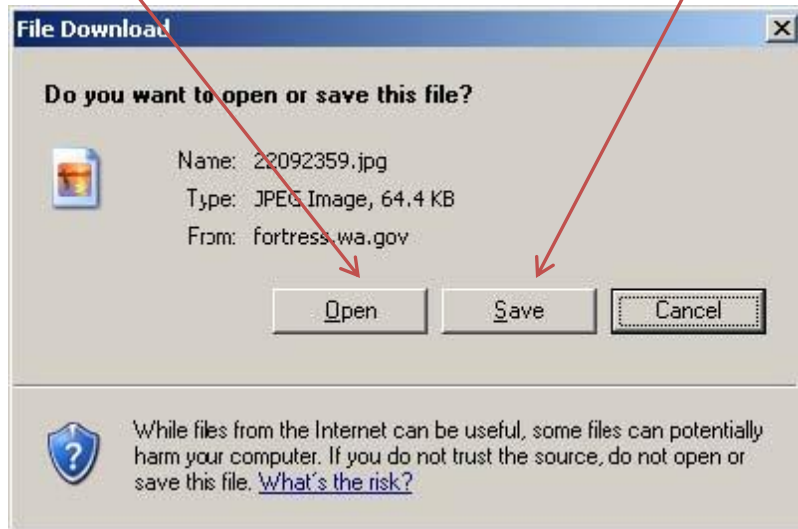 File Download
Do you want to open or save this file?
Name: 22092359.jpg
Type: JPEG Image, 64.4 KB
From: fortress.wa.gov
Open Save Cancel
While files from the Internet can be useful, some files can potentially
harm your computer. If you do not trust the source, do not open or
save this file. What's the risk?